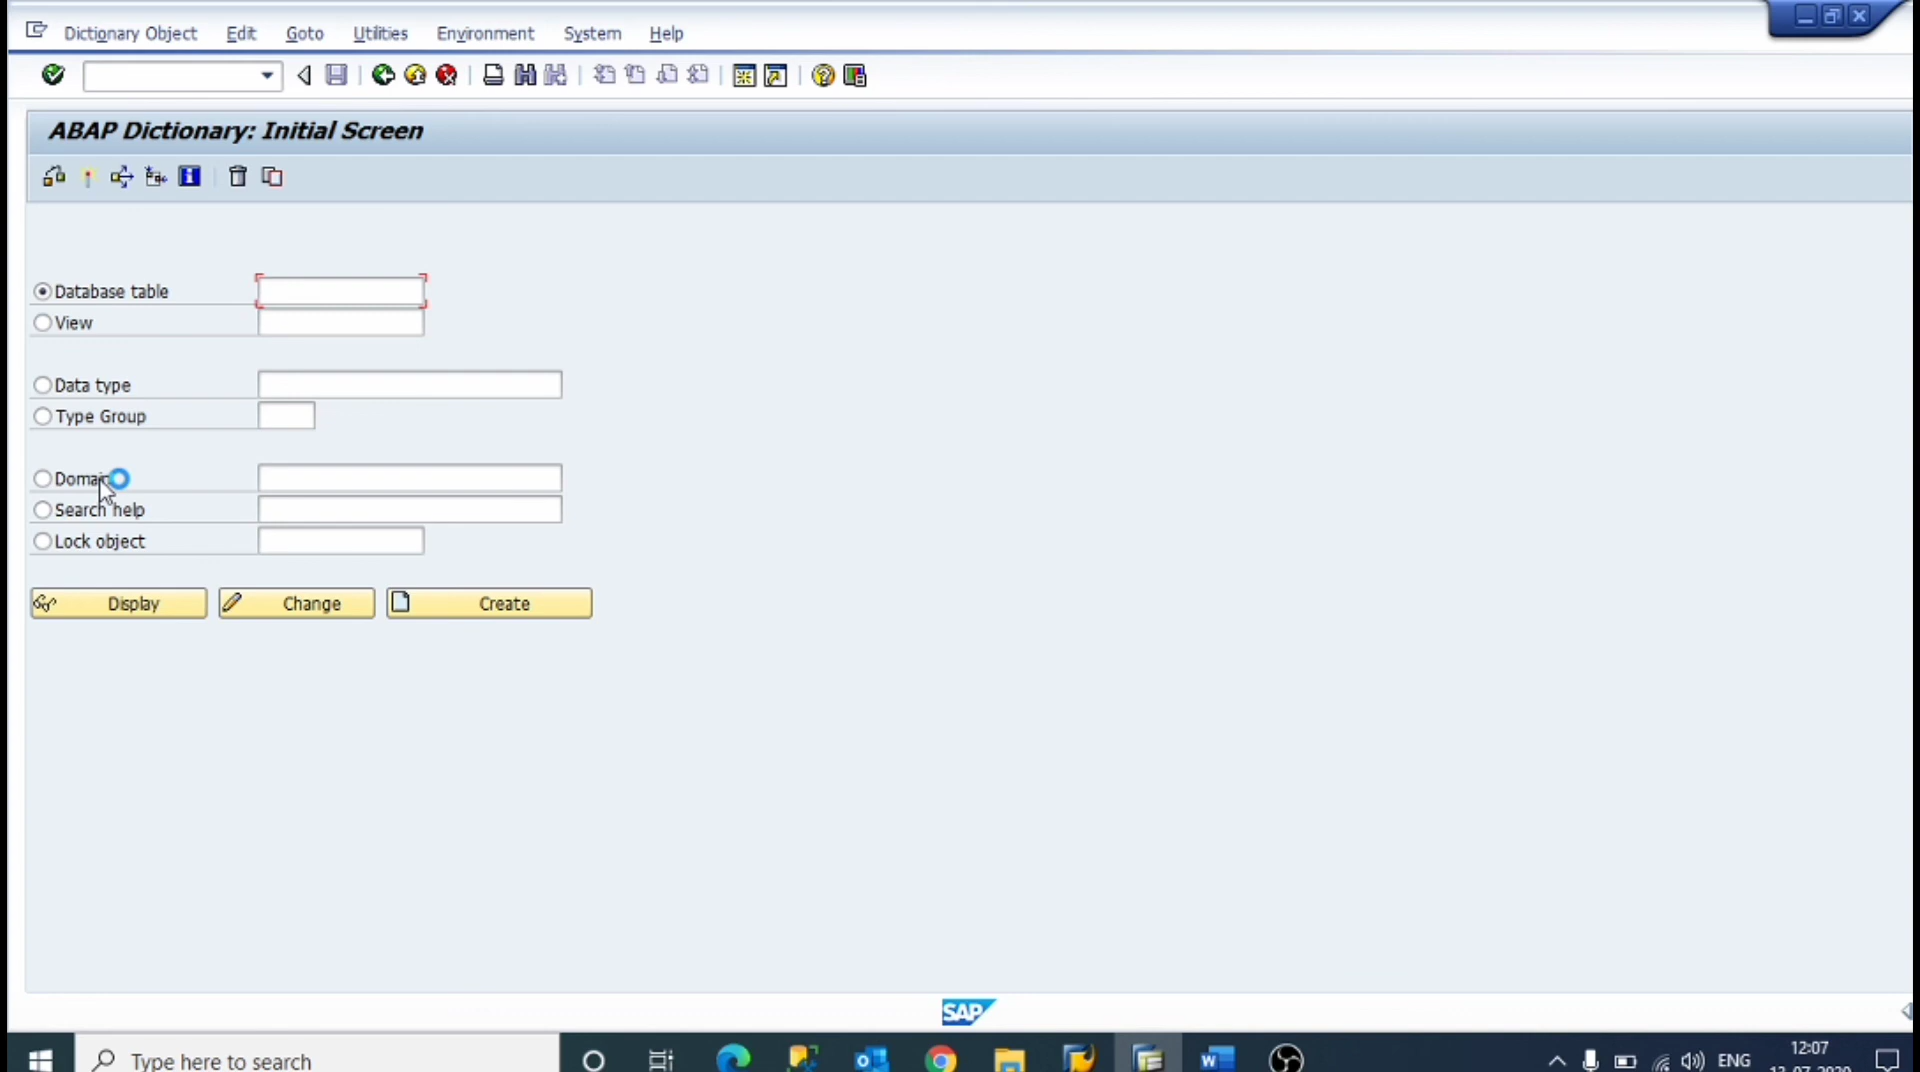 Dictionary Object Edit Goto Utilities Environment System Help
ABAP Dictionary: Initial Screen
Database table
View
Data type
Type Group
Domain
Search help
Lock object
Display Change Create
SAP
Type here to search
ENG
12:07